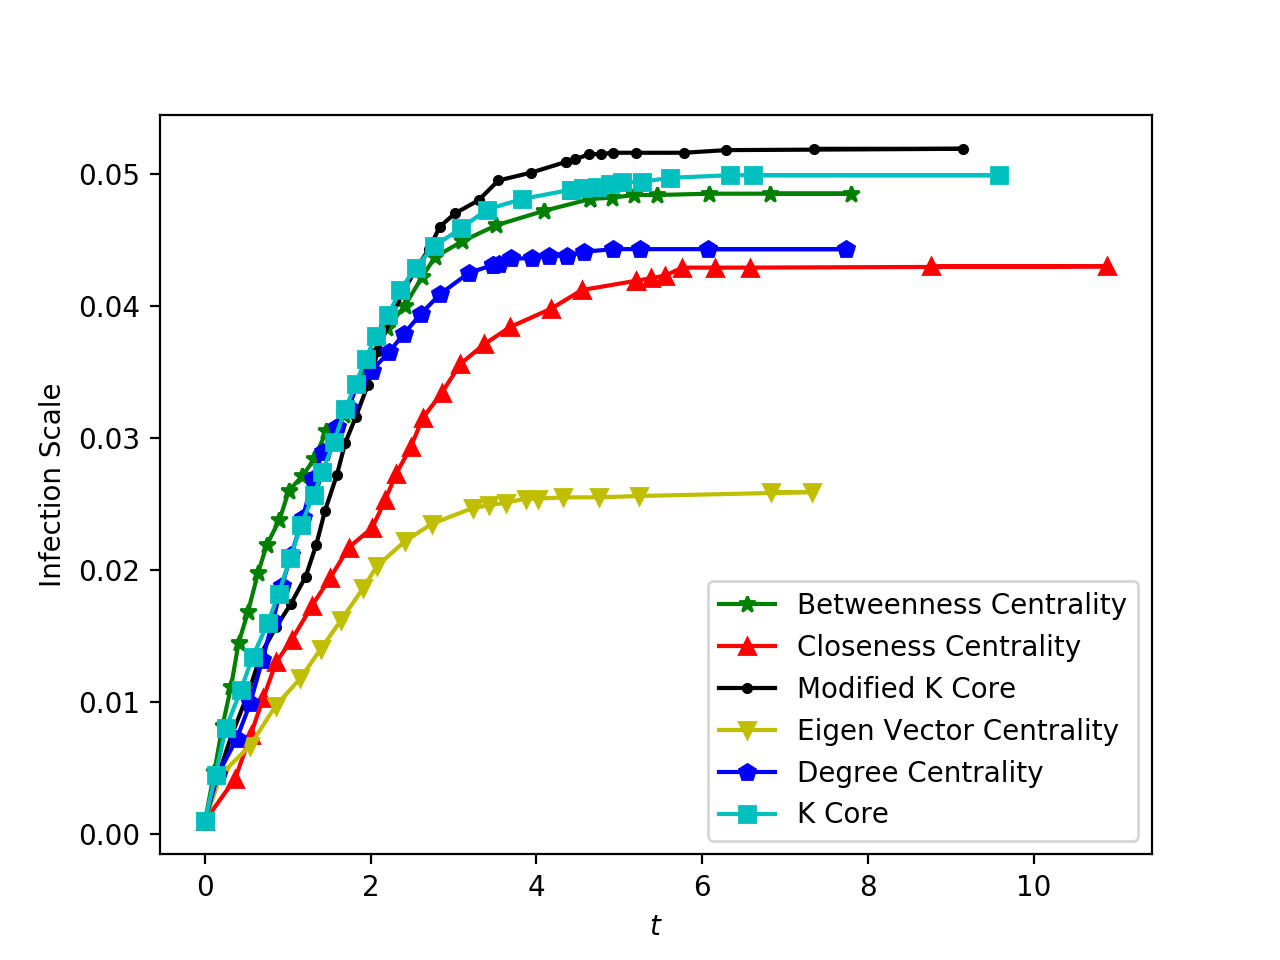 0.05
0.04
0.03
0.02
0.01
0.00
Infection Scale
0 2 4 6 8 10
t
Betweenness Centrality
Closeness Centrality
Modified K Core
Eigen Vector Centrality
Degree Centrality
K Core